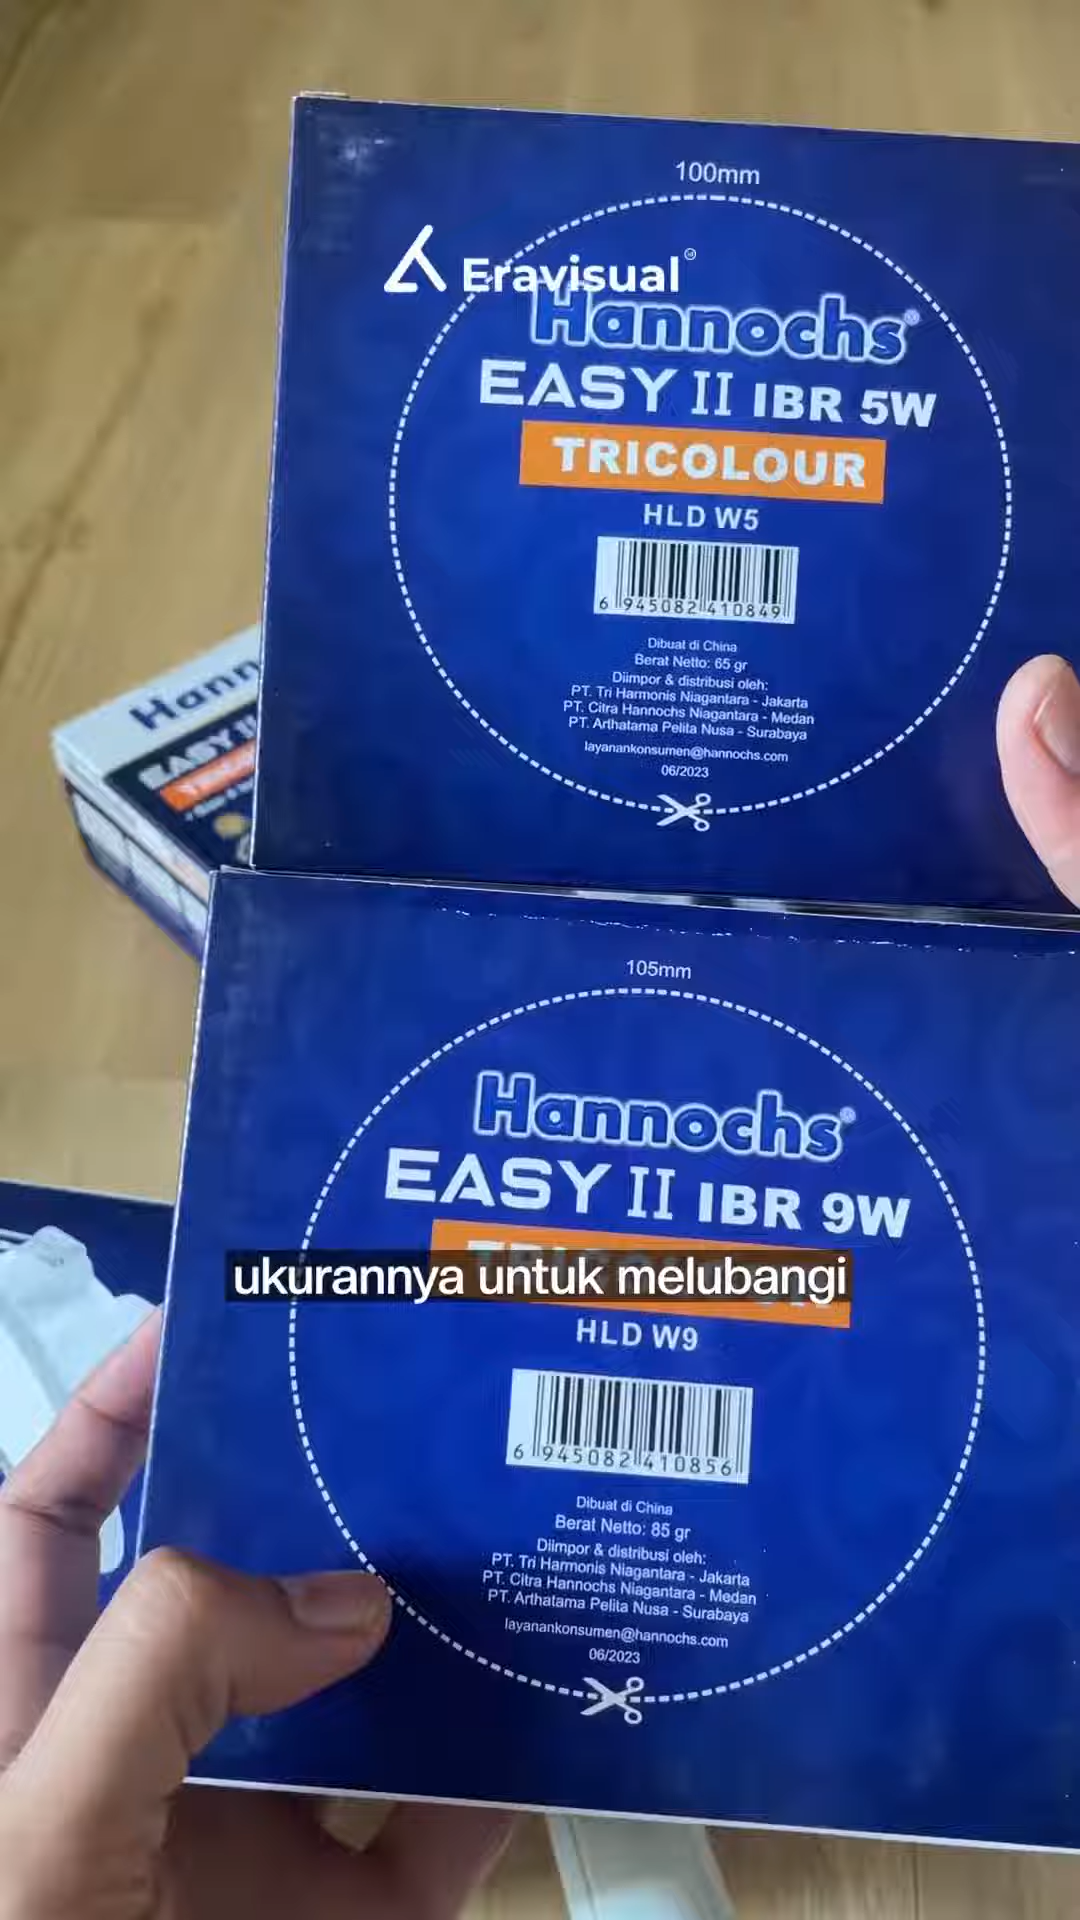 100mm
Eravisual
Hannochs®
EASY II IBR 5W
TRICOLOUR
HLD W5
6 945082 410849
Dibuat di China
Berat Netto: 65 gr
Diimpor & distribusi oleh:
PT. Tri Harmonis Niagantara - Jakarta
PT. Citra Hannochs Niagantara - Medan
PT. Arthatama Pelita Nusa - Surabaya
layanankonsumen@hannochs.com
06/2023
Hann
EASY II
105mm
Hannochs®
EASY II IBR 9W
ukurannya untuk melubangi
HLD W9
6 945082 410856
Dibuat di China
Berat Netto: 85 gr
Diimpor & distribusi oleh:
PT. Tri Harmonis Niagantara - Jakarta
PT. Citra Hannochs Niagantara - Medan
PT. Arthatama Pelita Nusa - Surabaya
layanankonsumen@hannochs.com
06/2023